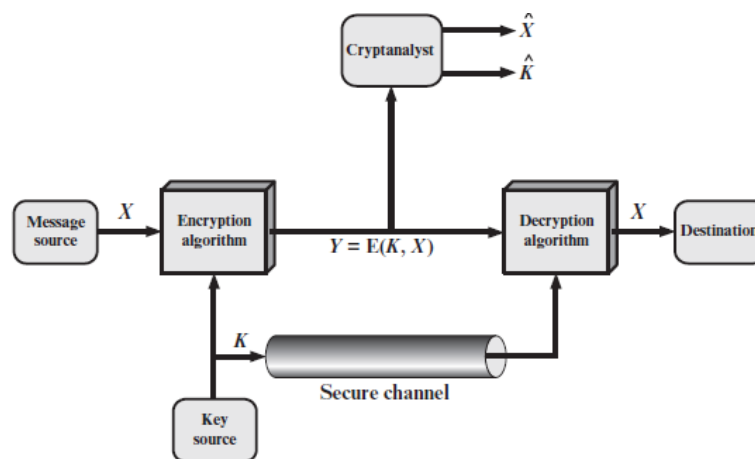 Cryptanalyst
X̂
K̂
Message
source
X
Encryption
algorithm
Y = E(K, X)
Decryption
algorithm
X
Destination
K
Secure channel
Key
source